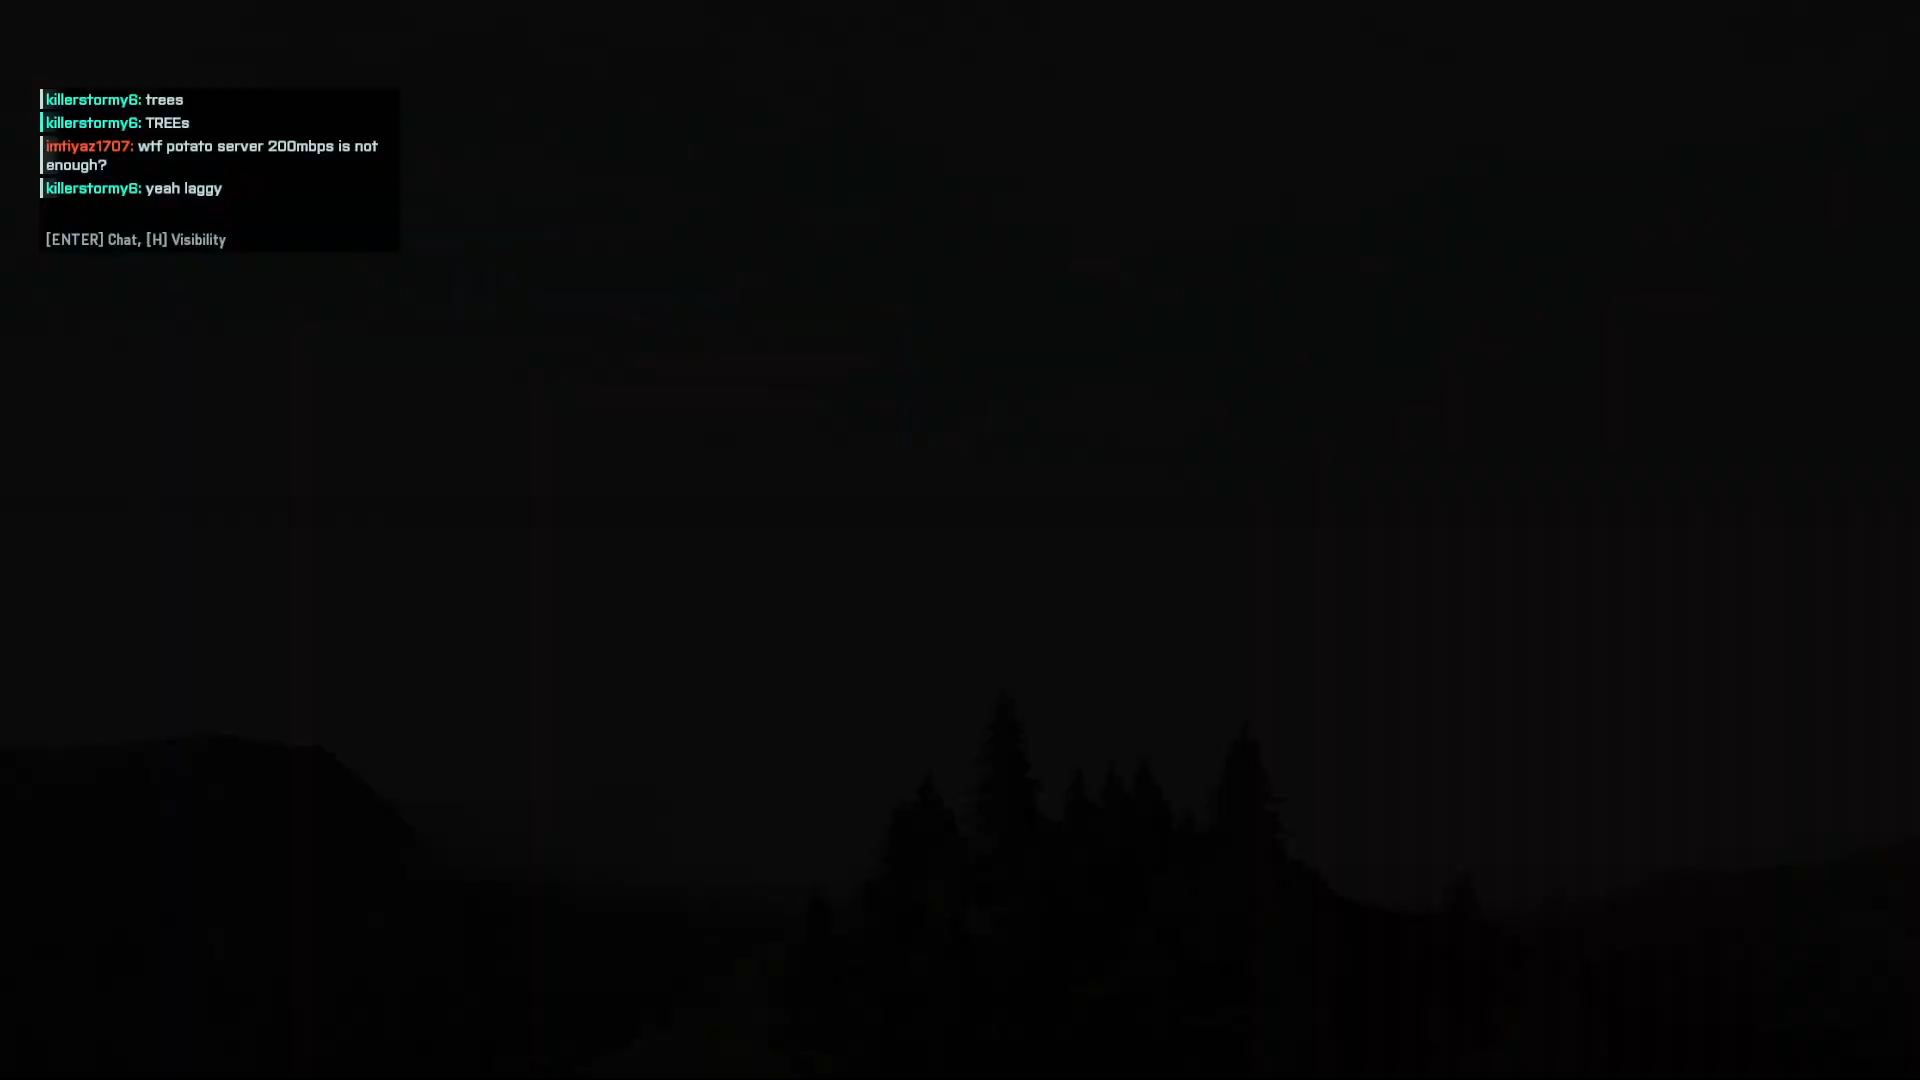 killerstormy6: trees
killerstormy6: TREEs
imtiyaz1707: wtf potato server 200mbps is not
enough?
killerstormy6: yeah laggy
[ENTER] Chat, [H] Visibility